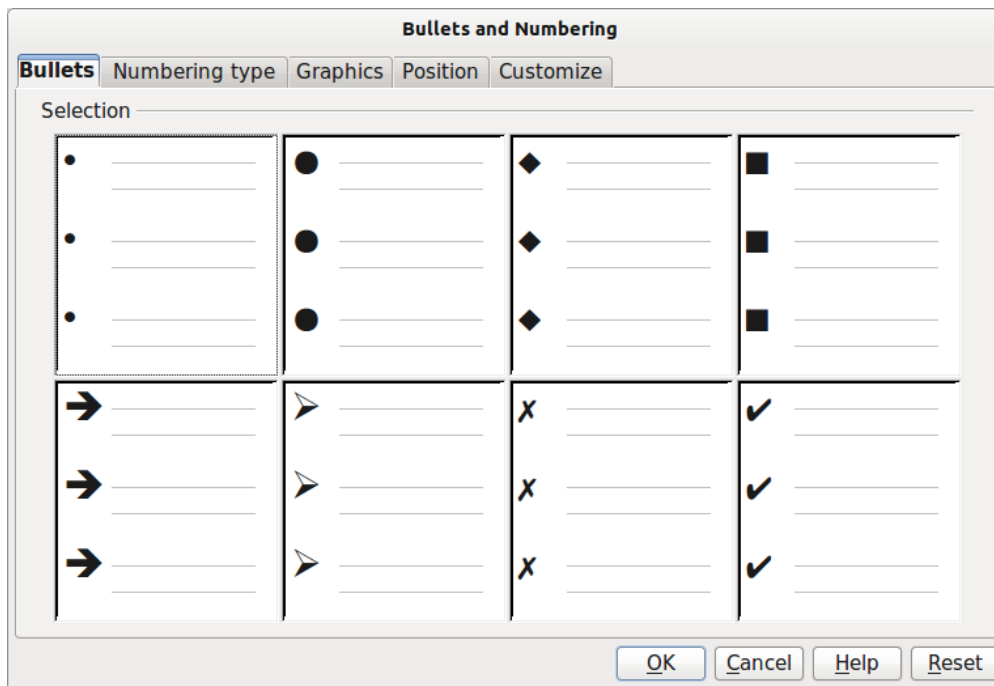 Bullets and Numbering
Bullets Numbering type Graphics Position Customize
Selection
OK Cancel Help Reset